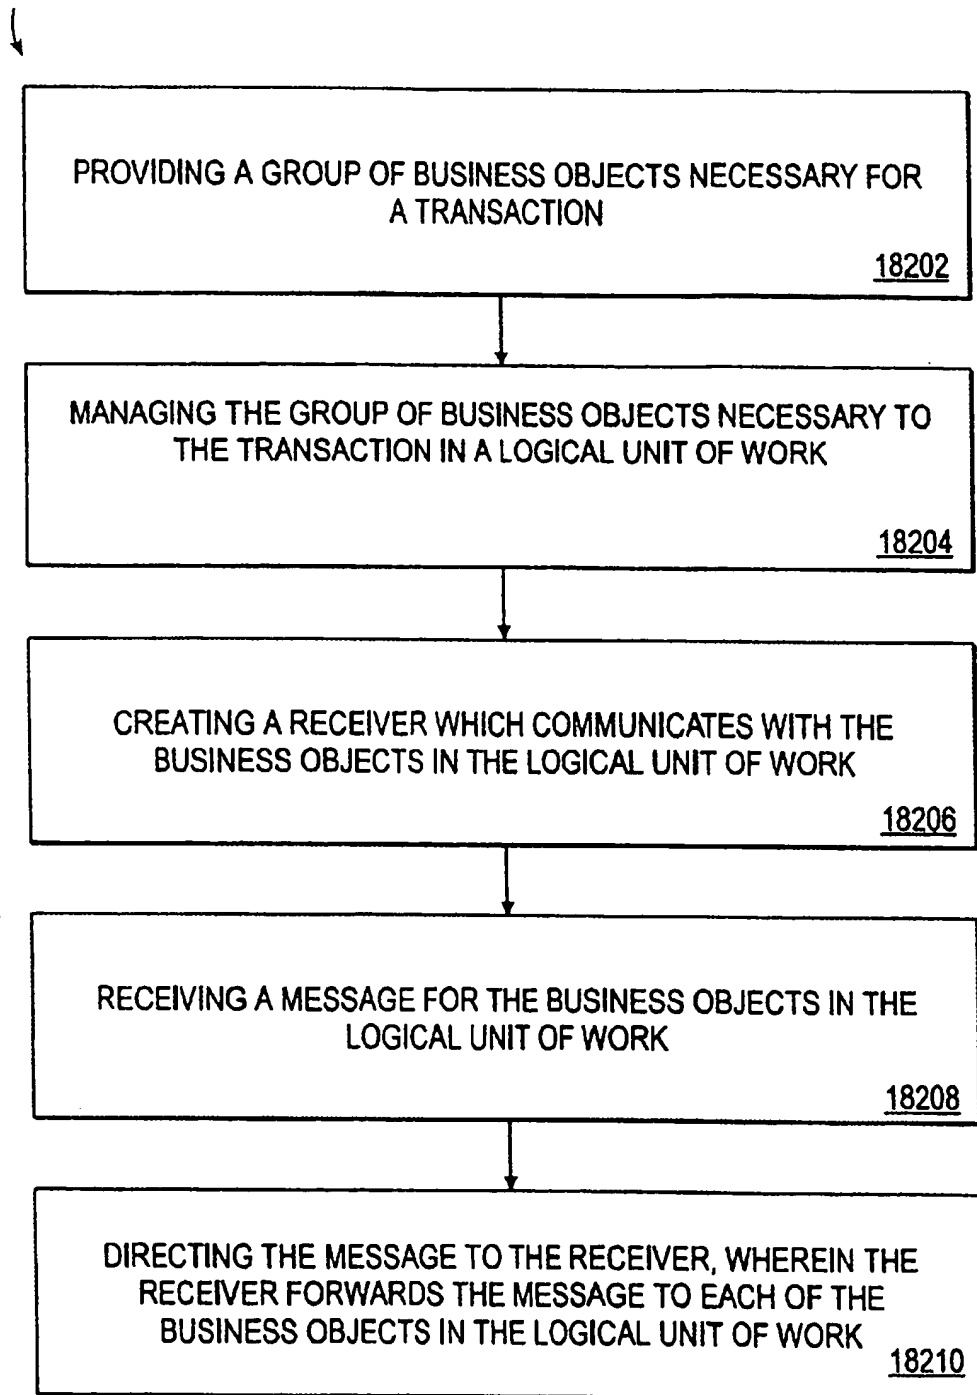 PROVIDING A GROUP OF BUSINESS OBJECTS NECESSARY FOR
A TRANSACTION
18202
MANAGING THE GROUP OF BUSINESS OBJECTS NECESSARY TO
THE TRANSACTION IN A LOGICAL UNIT OF WORK
18204
CREATING A RECEIVER WHICH COMMUNICATES WITH THE
BUSINESS OBJECTS IN THE LOGICAL UNIT OF WORK
18206
RECEIVING A MESSAGE FOR THE BUSINESS OBJECTS IN THE
LOGICAL UNIT OF WORK
18208
DIRECTING THE MESSAGE TO THE RECEIVER, WHEREIN THE
RECEIVER FORWARDS THE MESSAGE TO EACH OF THE
BUSINESS OBJECTS IN THE LOGICAL UNIT OF WORK
18210